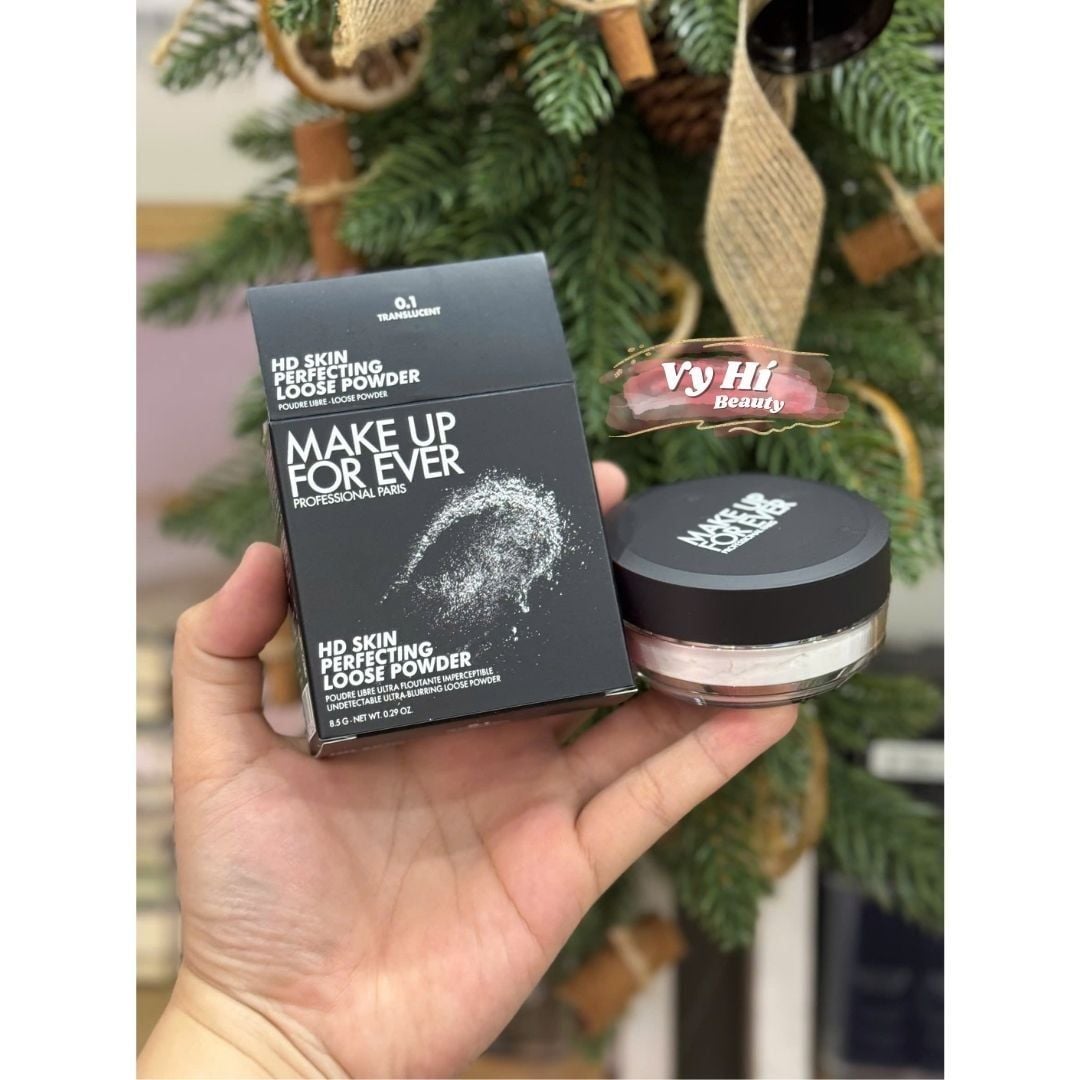 0.1
TRANSLUCENT
HD SKIN
PERFECTING
LOOSE POWDER
POUDRE LIBRE - LOOSE POWDER
MAKE UP
FOR EVER
PROFESSIONAL PARIS
HD SKIN
PERFECTING
LOOSE POWDER
POUDRE LIBRE ULTRA FLOUTANTE IMPERCEPTIBLE
UNDETECTABLE ULTRA-BLURRING LOOSE POWDER
8.5 G - NET WT. 0.29 OZ.
Vy Hí
Beauty
MAKE UP
FOR EVER
PROFESSIONAL PARIS